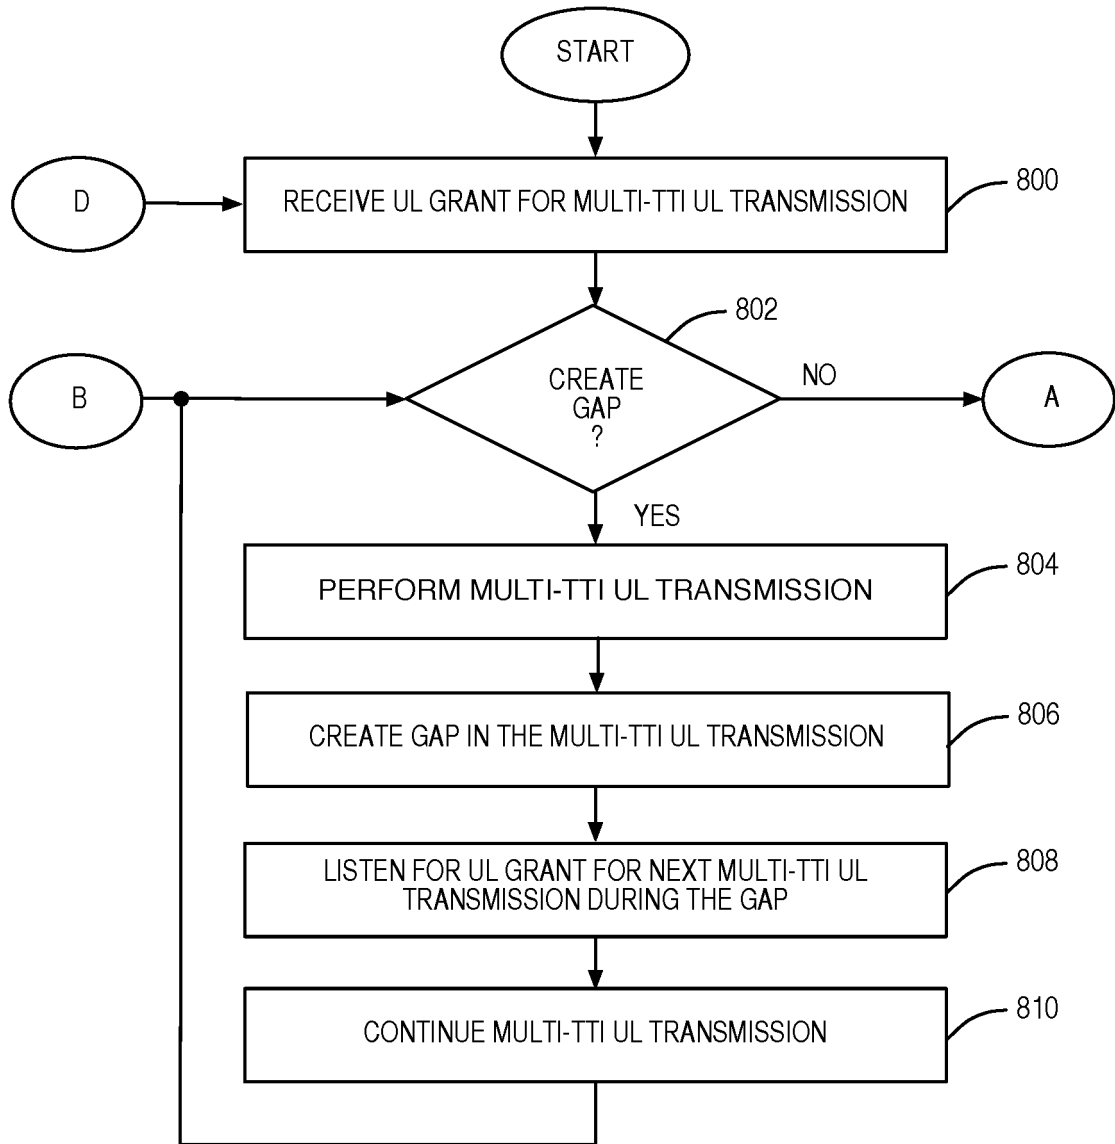 START
D
RECEIVE UL GRANT FOR MULTI-TTI UL TRANSMISSION
800
802
B
CREATE
GAP
?
NO
A
YES
PERFORM MULTI-TTI UL TRANSMISSION
804
CREATE GAP IN THE MULTI-TTI UL TRANSMISSION
806
LISTEN FOR UL GRANT FOR NEXT MULTI-TTI UL
TRANSMISSION DURING THE GAP
808
CONTINUE MULTI-TTI UL TRANSMISSION
810